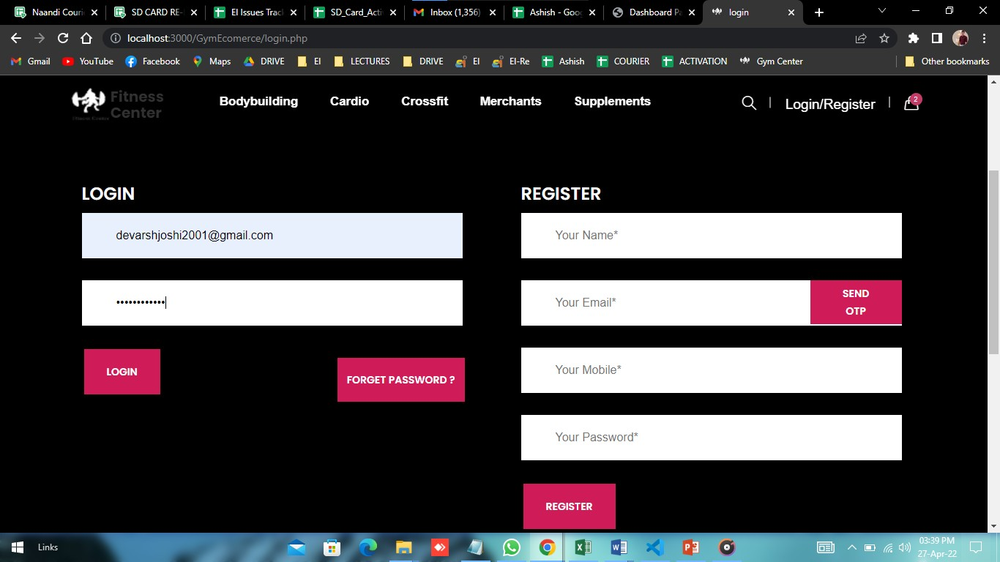 Naandi Couri
SD CARD RE-
EI Issues Trac
SD_Card_Acti
Inbox (1,356)
Ashish - Goog
Dashboard Pa
login
localhost:3000/GymEcomerce/login.php
Gmail
YouTube
Facebook
Maps
DRIVE
EI
LECTURES
DRIVE
EI
EI-Re
Ashish
COURIER
ACTIVATION
Gym Center
Other bookmarks
Fitness
Center
Bodybuilding
Cardio
Crossfit
Merchants
Supplements
Login/Register
2
LOGIN
devarshjoshi2001@gmail.com
••••••••••••
LOGIN
FORGET PASSWORD ?
REGISTER
Your Name*
Your Email*
SEND
OTP
Your Mobile*
Your Password*
REGISTER
Links
03:39 PM
27-Apr-22